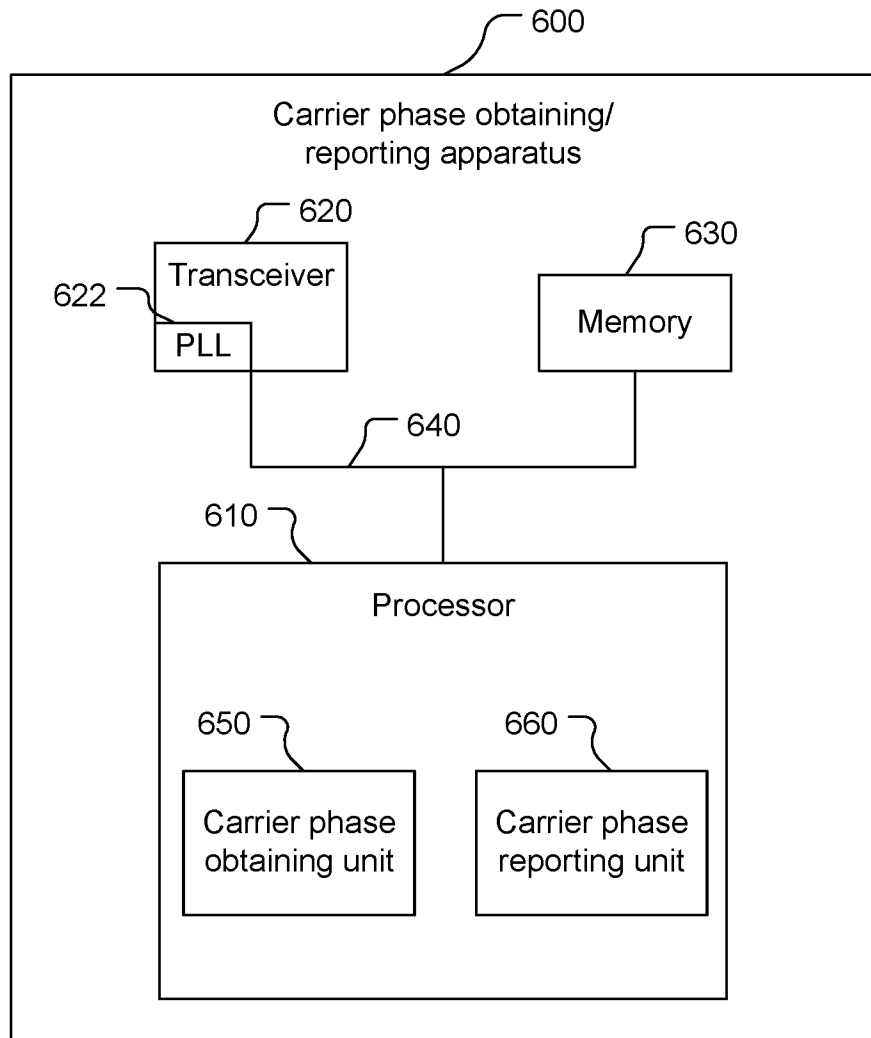 600
Carrier phase obtaining/
reporting apparatus
620
630
Transceiver
622
PLL
Memory
640
610
Processor
650
660
Carrier phase
obtaining unit
Carrier phase
reporting unit